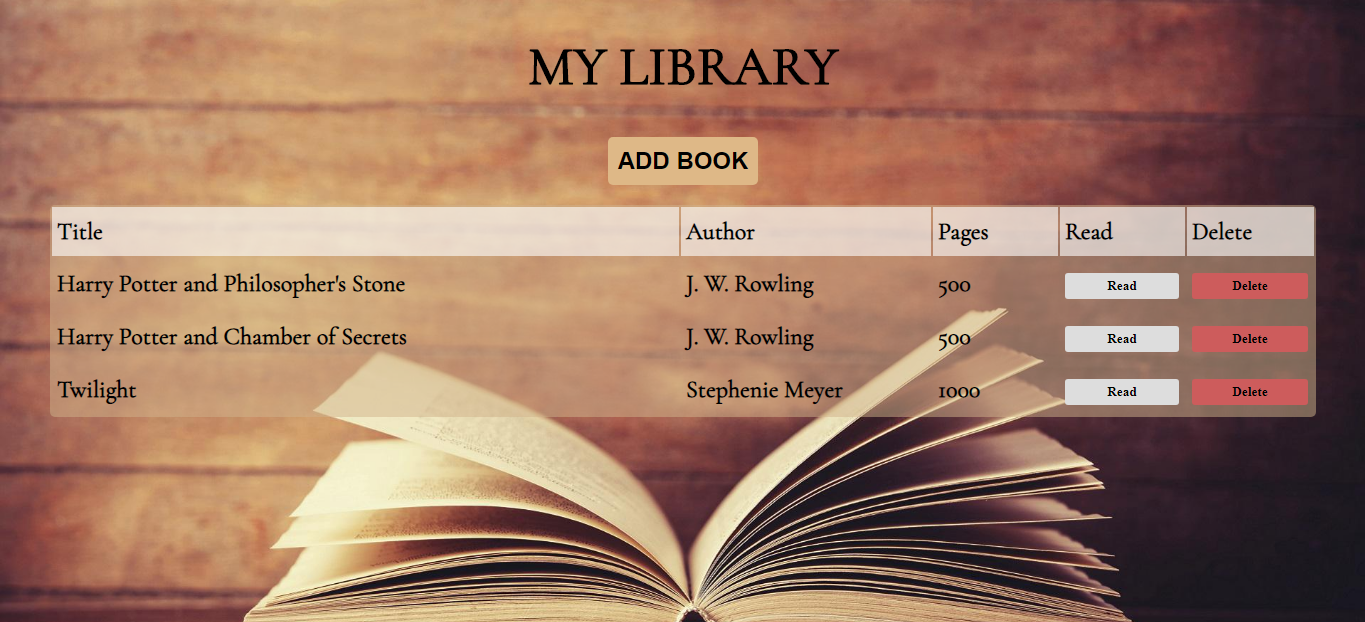 MY LIBRARY
ADD BOOK
Title Author Pages Read Delete
Harry Potter and Philosopher's Stone J. W. Rowling 500 Read Delete
Harry Potter and Chamber of Secrets J. W. Rowling 500 Read Delete
Twilight Stephenie Meyer 1000 Read Delete